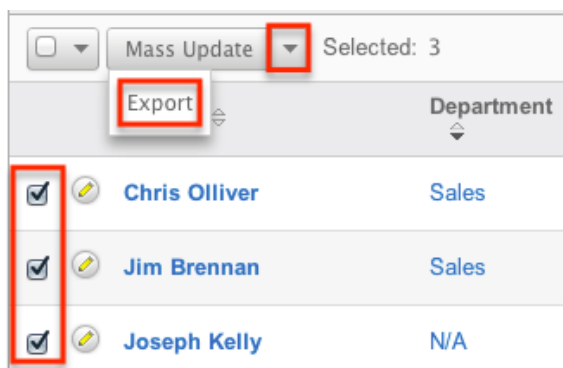 Mass Update Selected: 3
Export
Department
Chris Olliver Sales
Jim Brennan Sales
Joseph Kelly N/A